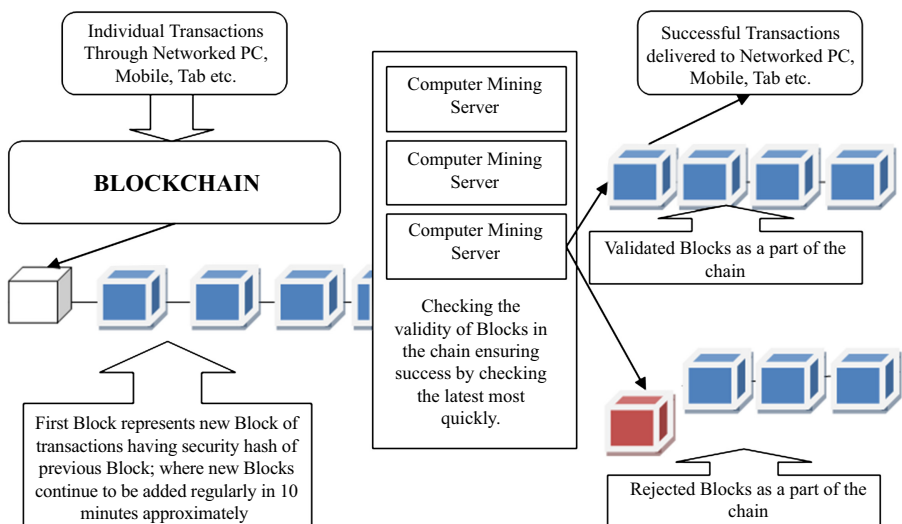 Individual Transactions
Through Networked PC,
Mobile, Tab etc.
BLOCKCHAIN
First Block represents new Block of
transactions having security hash of
previous Block; where new Blocks
continue to be added regularly in 10
minutes approximately
Computer Mining
Server
Computer Mining
Server
Computer Mining
Server
Checking the
validity of Blocks in
the chain ensuring
success by checking
the latest most
quickly.
Successful Transactions
delivered to Networked PC,
Mobile, Tab etc.
Validated Blocks as a part of the
chain
Rejected Blocks as a part of the
chain